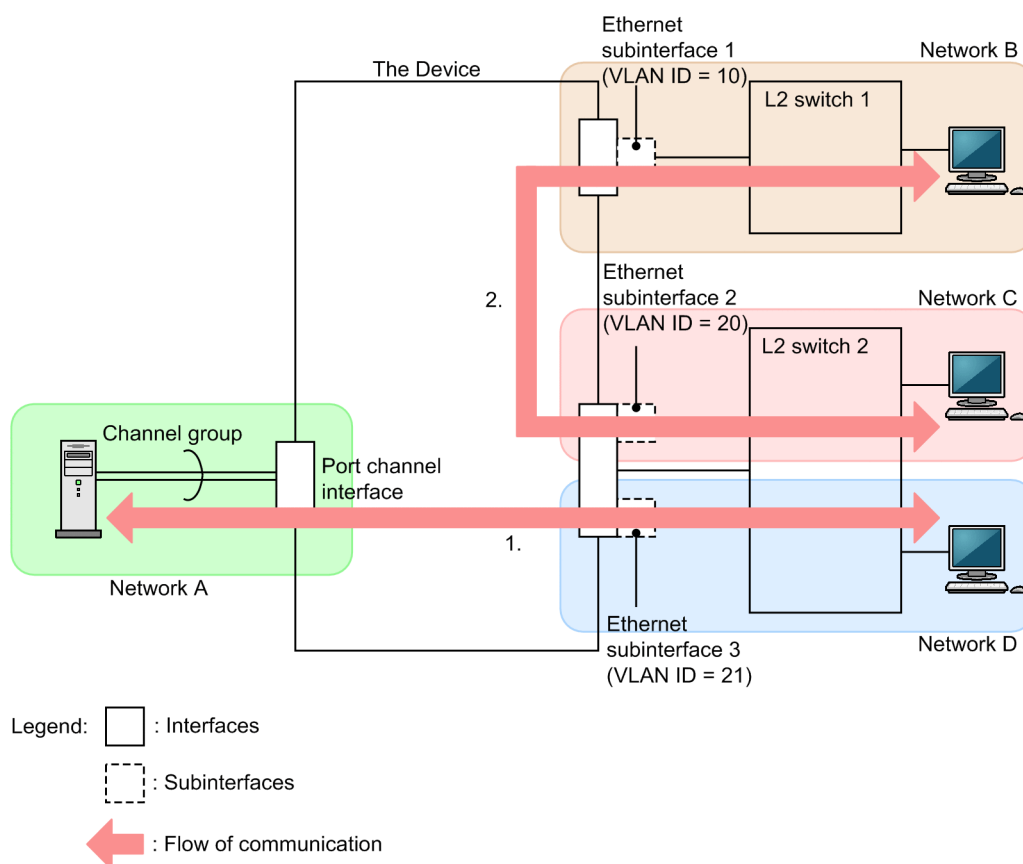 Ethernet
subinterface 1
(VLAN ID = 10)
Network B
The Device
L2 switch 1
Ethernet
subinterface 2
(VLAN ID = 20)
2.
Network C
L2 switch 2
Channel group
Port channel
interface
1.
Network A
Ethernet
subinterface 3
(VLAN ID = 21)
Network D
Legend:
: Interfaces
: Subinterfaces
: Flow of communication